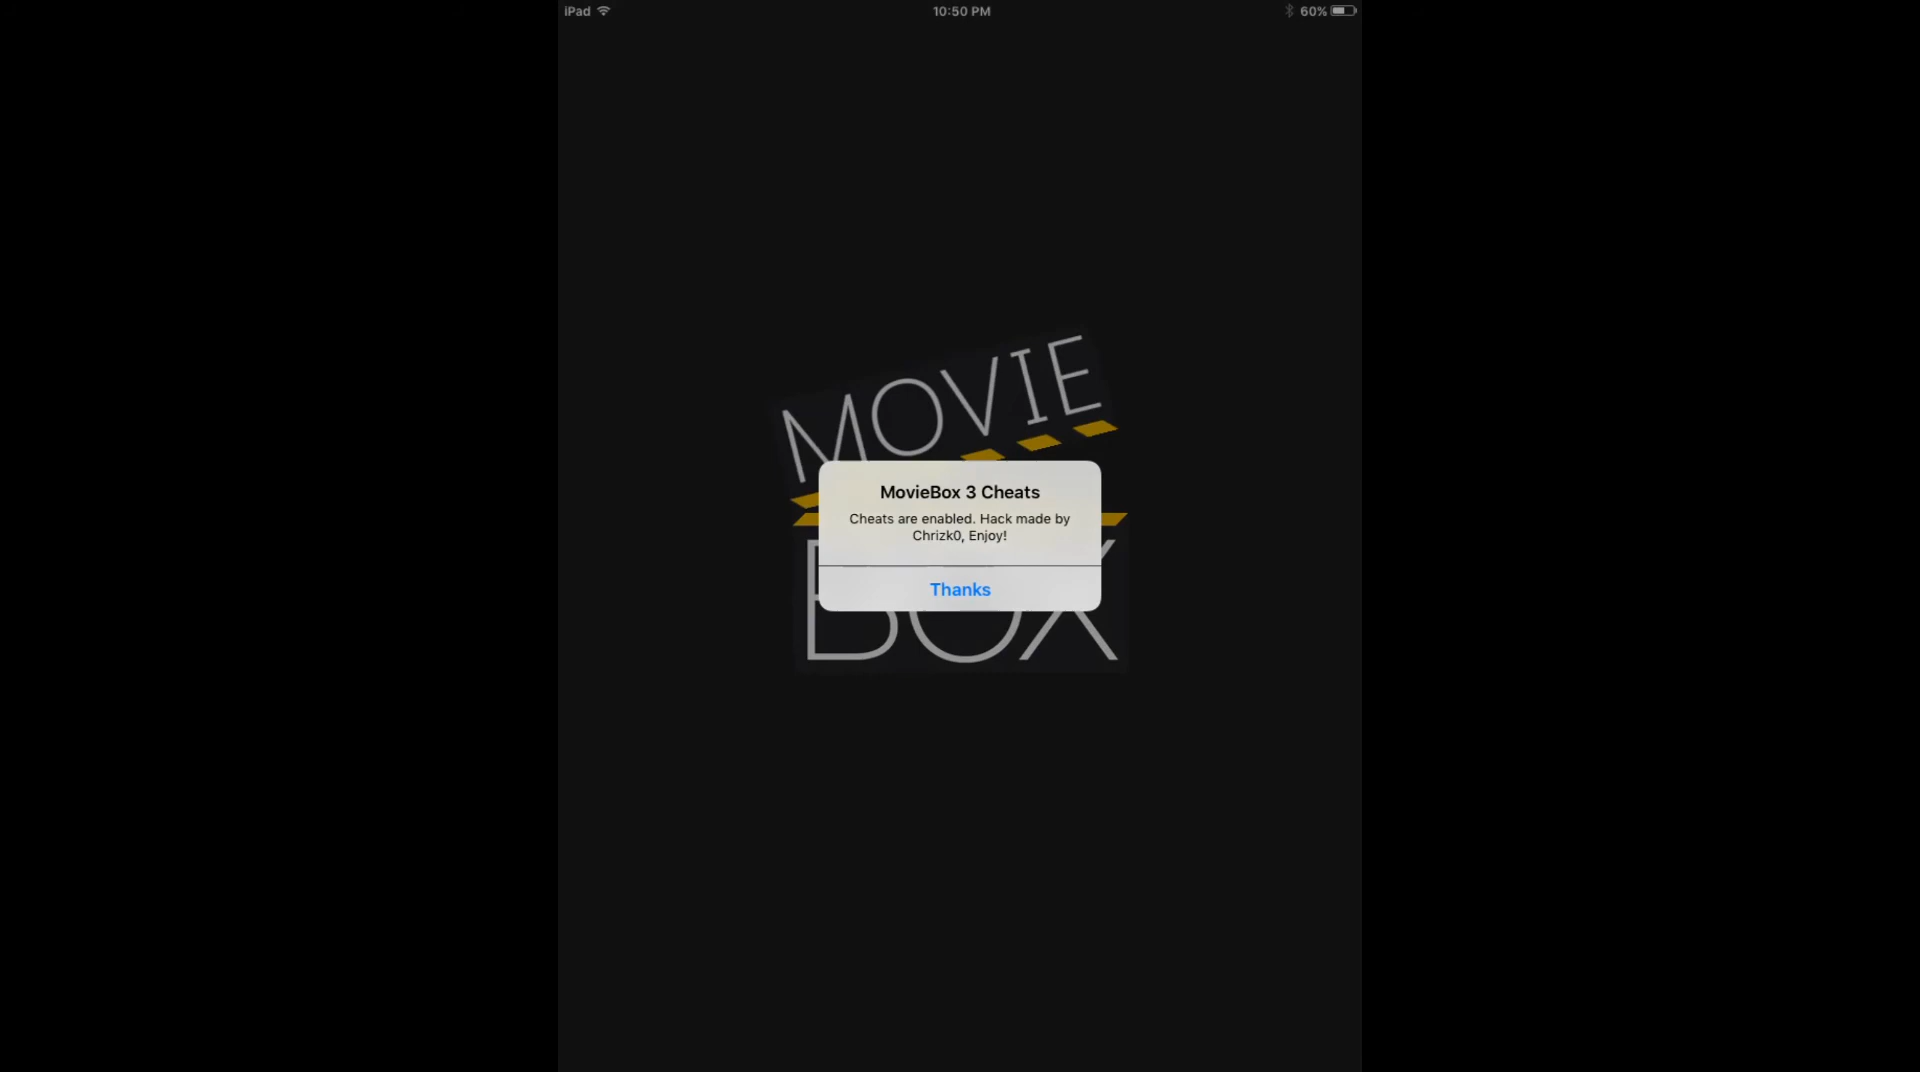 iPad
10:50 PM
60%
MOVIE
MovieBox 3 Cheats
Cheats are enabled. Hack made by
Chrizk0, Enjoy!
Thanks
BOX